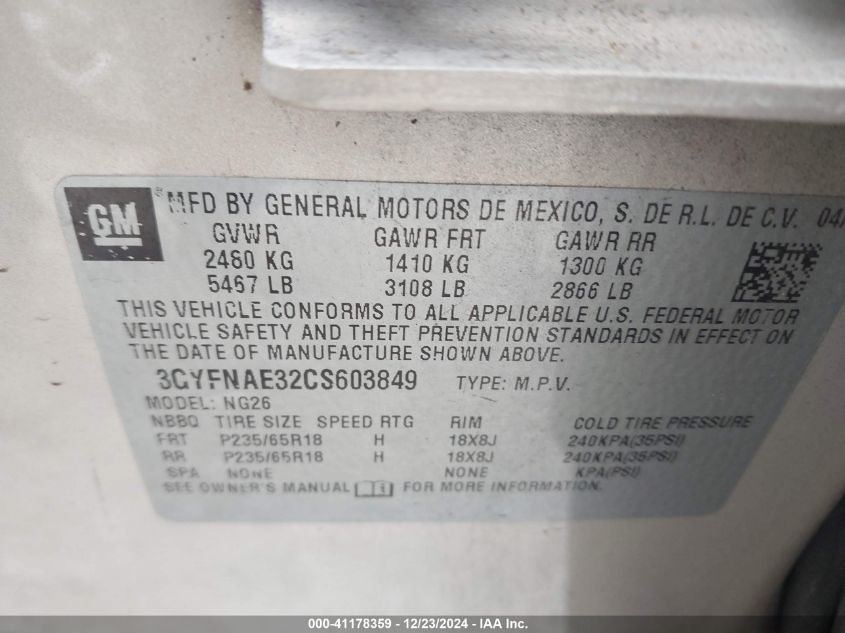 GM
®MFD BY GENERAL MOTORS DE MEXICO, S. DE R.L. DE C.V. 04/
GVWR GAWR FRT GAWR RR
2480 KG 1410 KG 1300 KG
5467 LB 3108 LB 2866 LB
THIS VEHICLE CONFORMS TO ALL APPLICABLE U.S. FEDERAL MOTOR
VEHICLE SAFETY AND THEFT PREVENTION STANDARDS IN EFFECT ON
THE DATE OF MANUFACTURE SHOWN ABOVE.
3GYFNAE32CS603849 TYPE: M.P.V.
MODEL: NG26
NBBQ TIRE SIZE SPEED RTG RIM COLD TIRE PRESSURE
FRT P235/65R18 H 18X8J 240KPA(35PSI)
RR P235/65R18 H 18X8J 240KPA(35PSI)
SPA NONE NONE KPA(PSI)
SEE OWNER'S MANUAL FOR MORE INFORMATION.
000-41178359 - 12/23/2024 - IAA Inc.